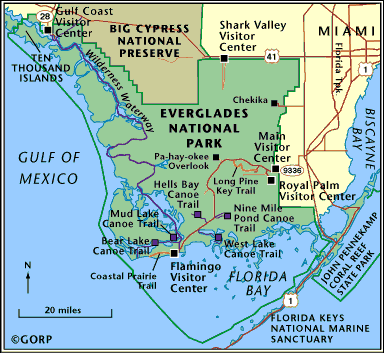 28
Gulf Coast
Visitor
Center
BIG CYPRESS
NATIONAL
PRESERVE
Shark Valley
Visitor
Center
MIAMI
41
1
Florida Tnpk.
TEN
THOUSAND
ISLANDS
Wilderness Waterway
Chekika
EVERGLADES
NATIONAL
PARK
BISCAYNE
BAY
GULF OF
MEXICO
Pa-hay-okee
Overlook
Main
Visitor
Center
9336
Long Pine
Key Trail
Royal Palm
Visitor Center
Hells Bay
Canoe
Trail
Nine Mile
Pond Canoe
Trail
Mud Lake
Canoe Trail
Bear Lake
Canoe Trail
West Lake
Canoe Trail
Coastal Prairie
Trail
Flamingo
Visitor
Center
FLORIDA
BAY
JOHN PENNEKAMP
CORAL REEF
STATE PARK
N
20 miles
1
FLORIDA KEYS
NATIONAL MARINE
SANCTUARY
©GORP